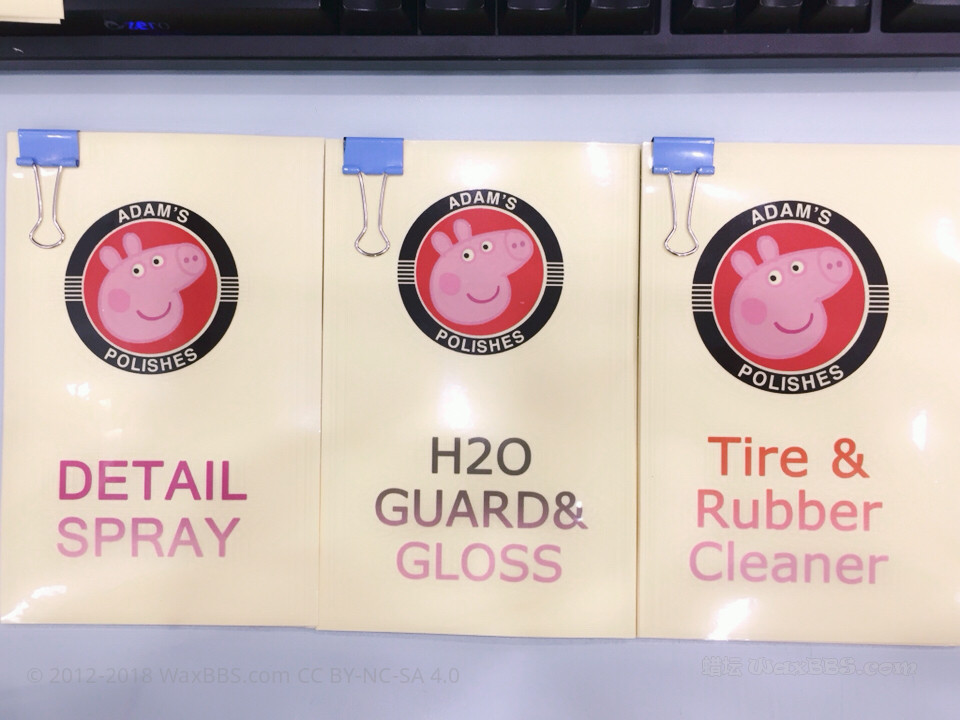 ADAM'S
POLISHES
DETAIL
SPRAY
ADAM'S
POLISHES
H2O
GUARD&
GLOSS
ADAM'S
POLISHES
Tire &
Rubber
Cleaner
© 2012-2018 WaxBBS.com CC BY-NC-SA 4.0
蜡坛 WaxBBS.com